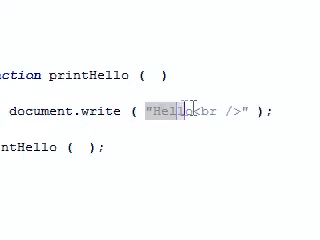 ction printHello ( )
document.write ( "Hello<br />" );
ntHello ( );